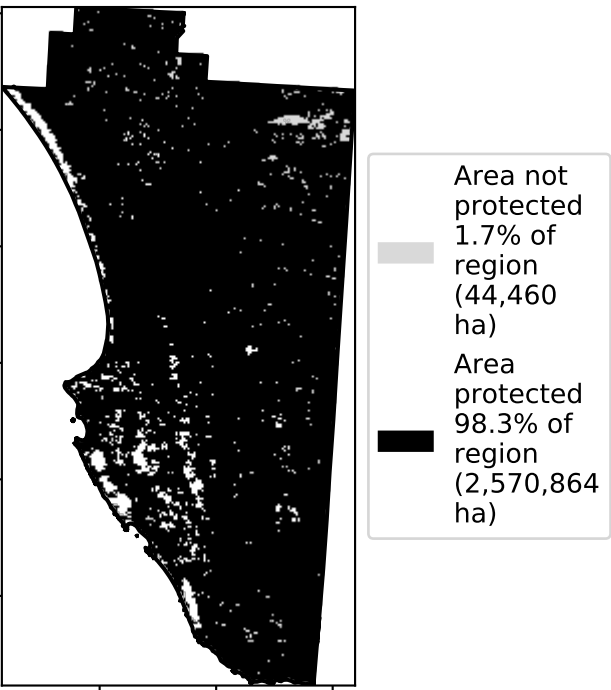 Area not
protected
1.7% of
region
(44,460
ha)
Area
protected
98.3% of
region
(2,570,864
ha)